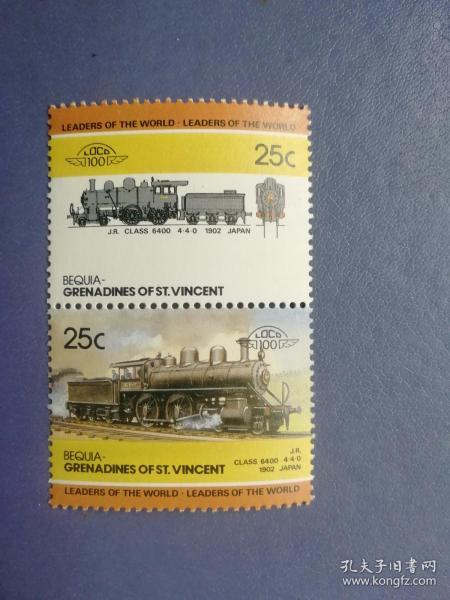 LEADERS OF THE WORLD · LEADERS OF THE WORLD
LOCO
100
25c
J.R. CLASS 6400 4-4-0 1902 JAPAN
BEQUIA-
GRENADINES OF ST. VINCENT
25c
LOCO
100
BEQUIA-
GRENADINES OF ST. VINCENT
J.R.
CLASS 6400 4-4-0
1902 JAPAN
LEADERS OF THE WORLD · LEADERS OF THE WORLD
孔夫子旧书网
www.kongfz.com